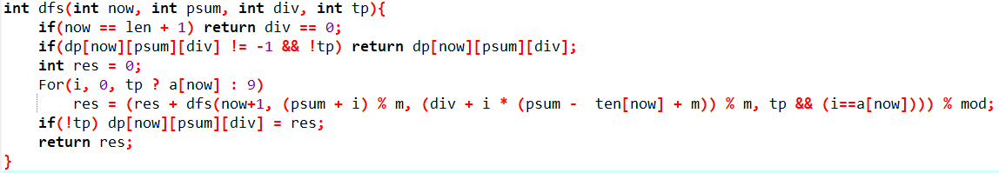 int dfs(int now, int psum, int div, int tp){
    if(now == len + 1) return div == 0;
    if(dp[now][psum][div] != -1 && !tp) return dp[now][psum][div];
    int res = 0;
    For(i, 0, tp ? a[now] : 9)
        res = (res + dfs(now+1, (psum + i) % m, (div + i * (psum -  ten[now] + m)) % m, tp && (i==a[now]))) % mod;
    if(!tp) dp[now][psum][div] = res;
    return res;
}